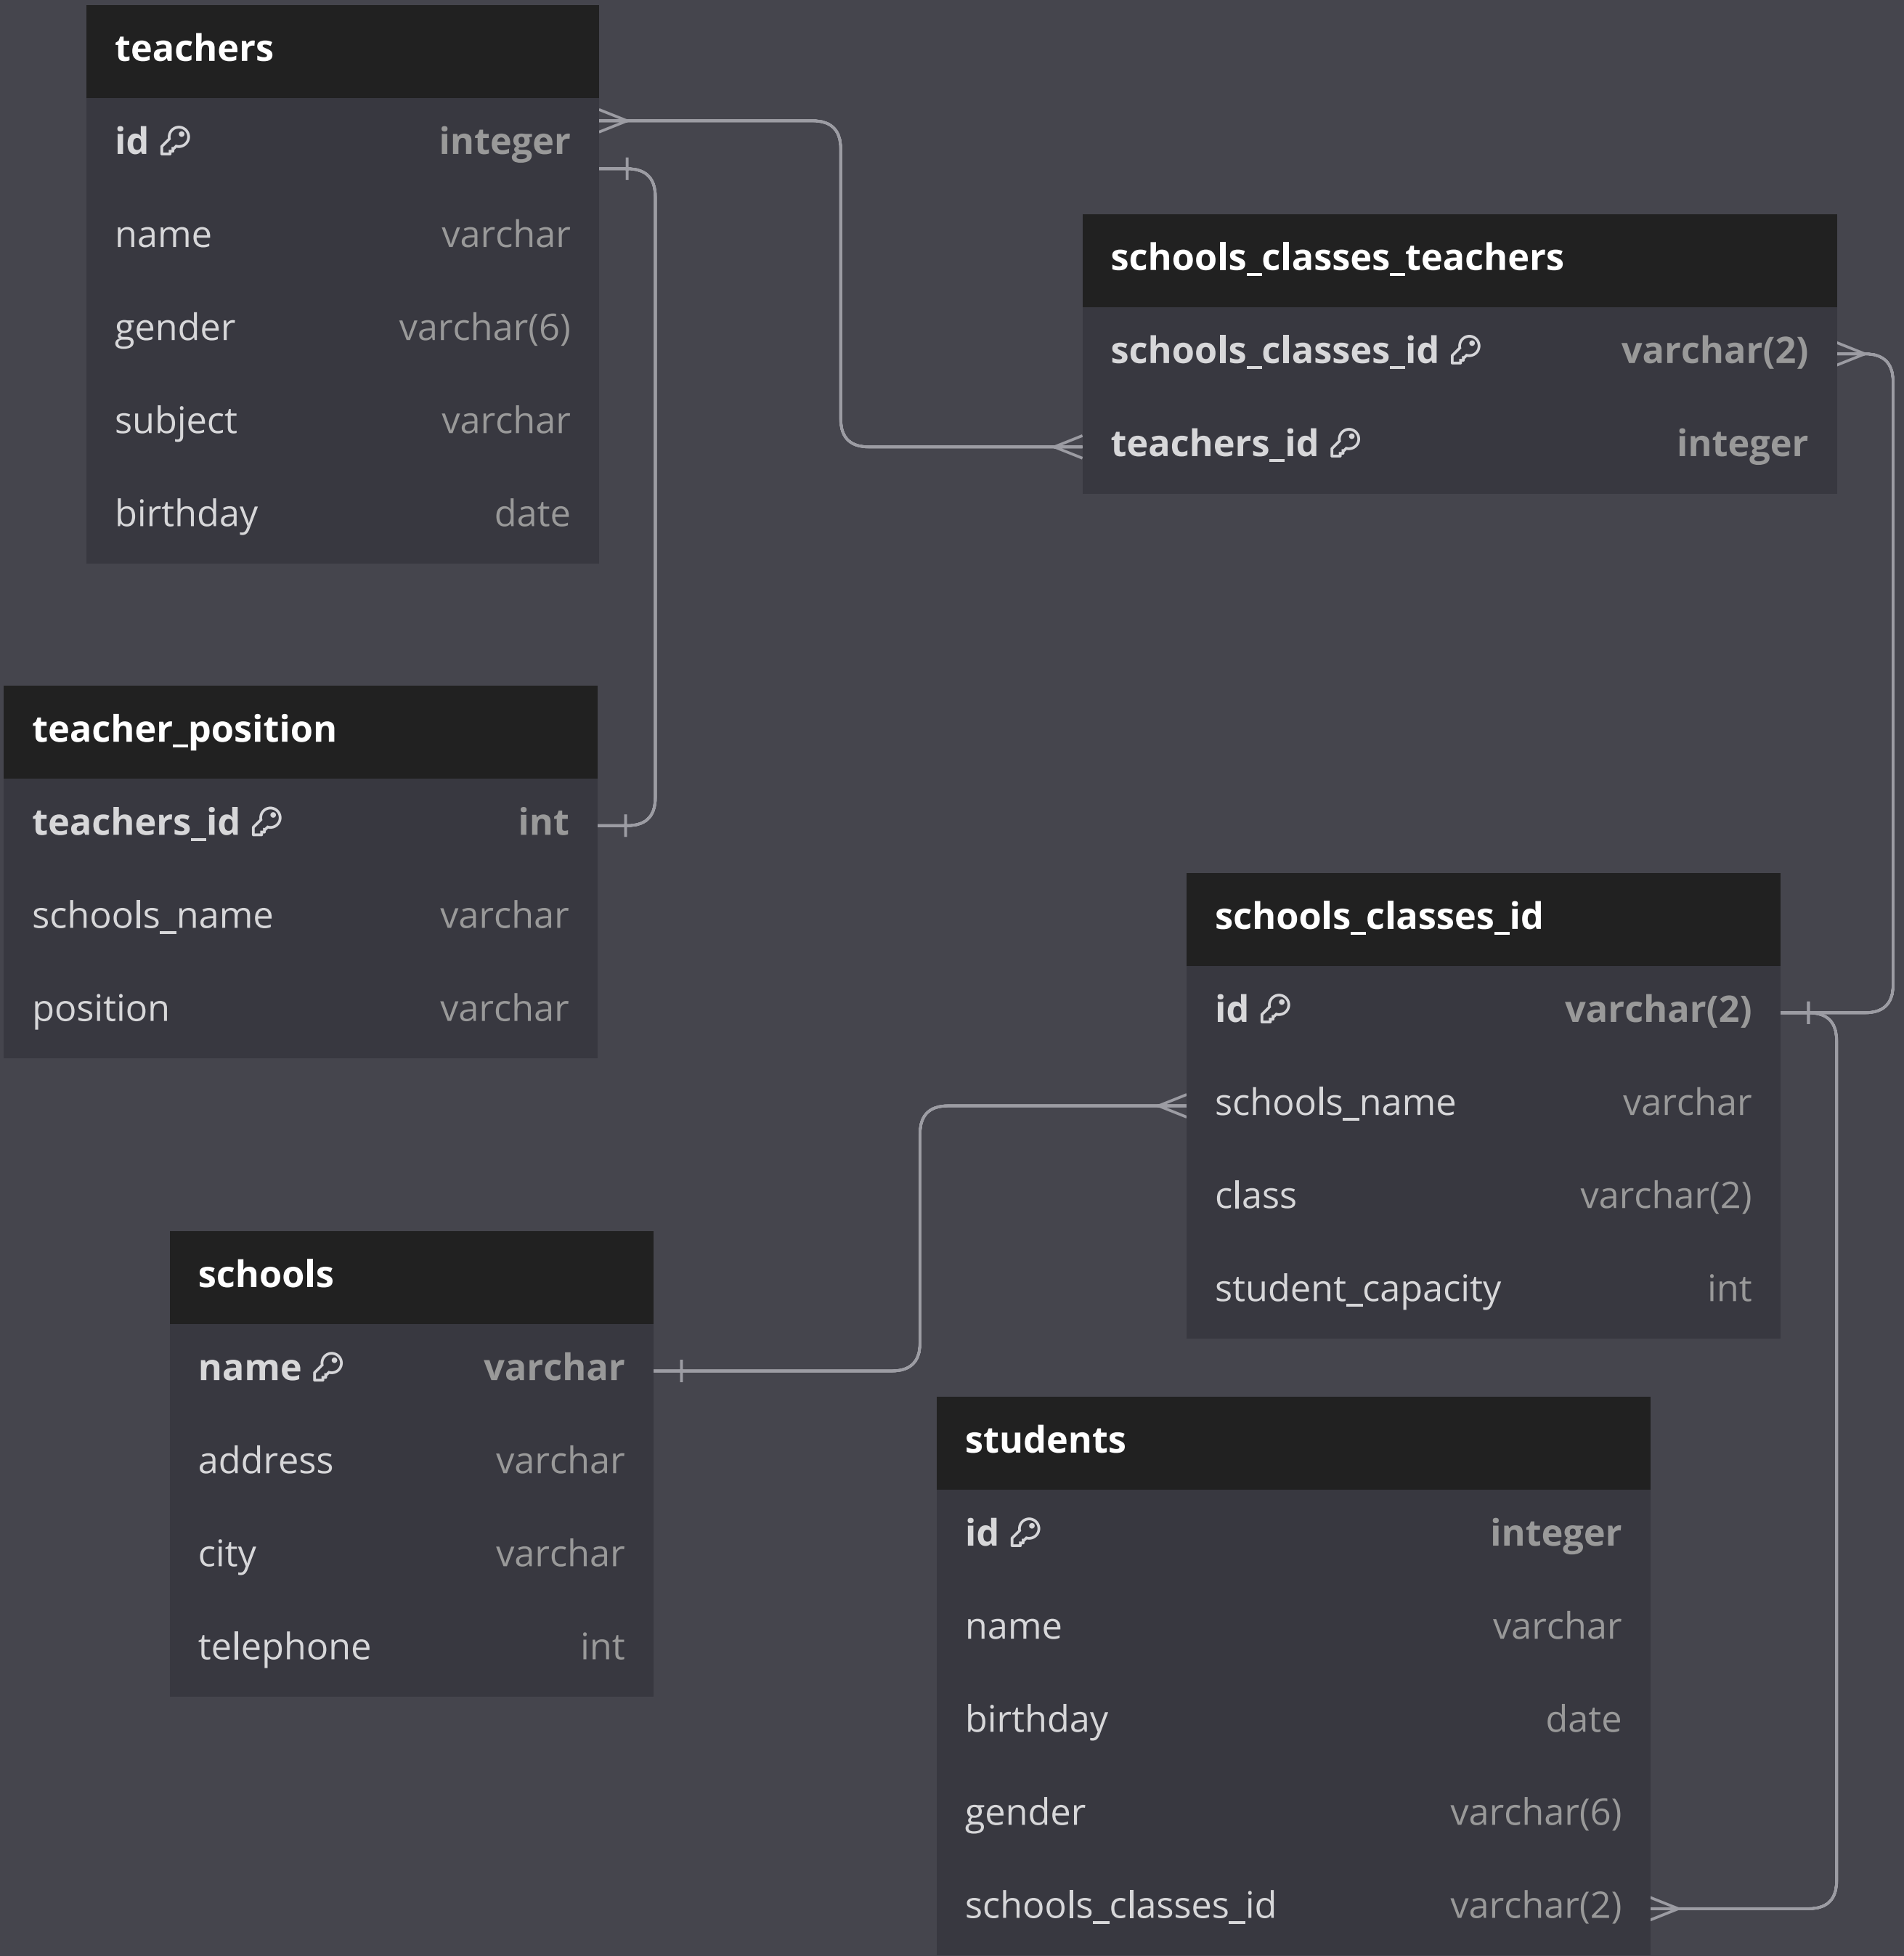 teachers
id integer
name varchar
gender varchar(6)
subject varchar
birthday date
schools_classes_teachers
schools_classes_id varchar(2)
teachers_id integer
teacher_position
teachers_id int
schools_name varchar
position varchar
schools_classes_id
id varchar(2)
schools_name varchar
class varchar(2)
student_capacity int
schools
name varchar
address varchar
city varchar
telephone int
students
id integer
name varchar
birthday date
gender varchar(6)
schools_classes_id varchar(2)